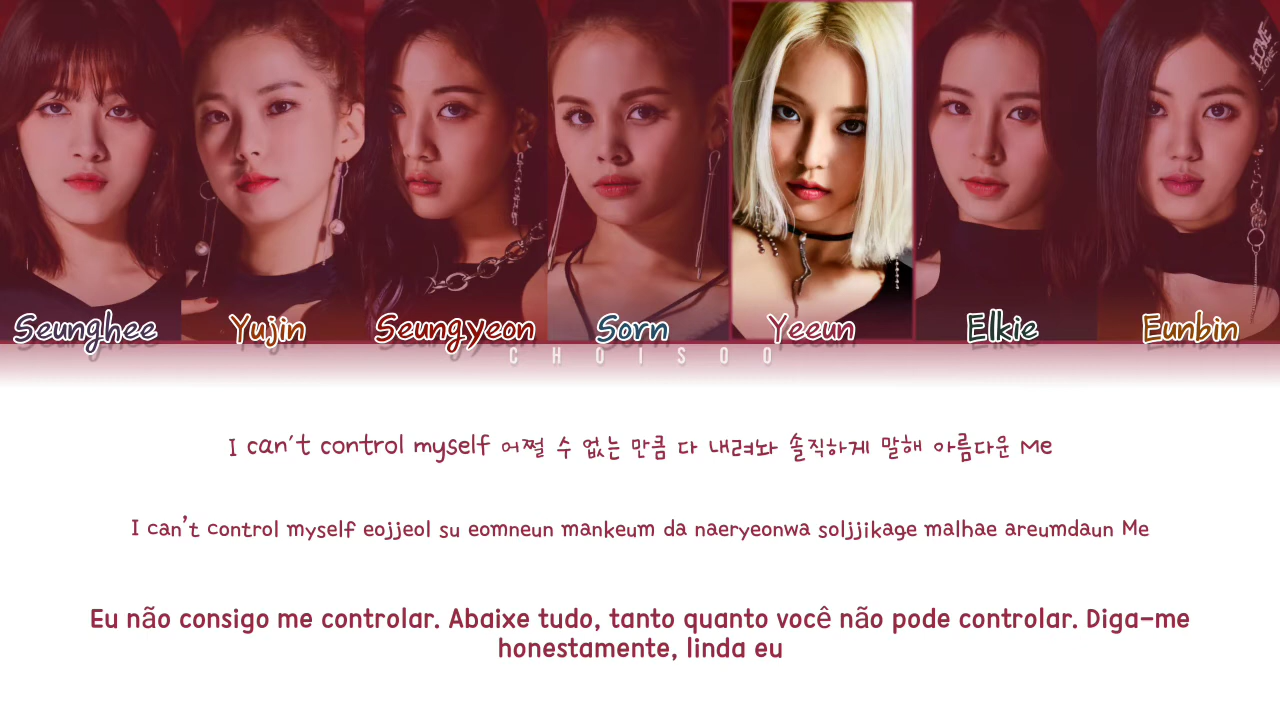 LOVE
LOVE
Seunghee Yujin Seungyeon Sorn Yeeun Elkie Eunbin
CHOISOO
I can't control myself 어쩔 수 없는 만큼 다 내려놔 솔직하게 말해 아름다운 Me
I can't control myself eojjeol su eomneun mankeum da naeryeonwa soljjikage malhae areumdaun Me
Eu não consigo me controlar. Abaixe tudo, tanto quanto você não pode controlar. Diga-me
honestamente, linda eu